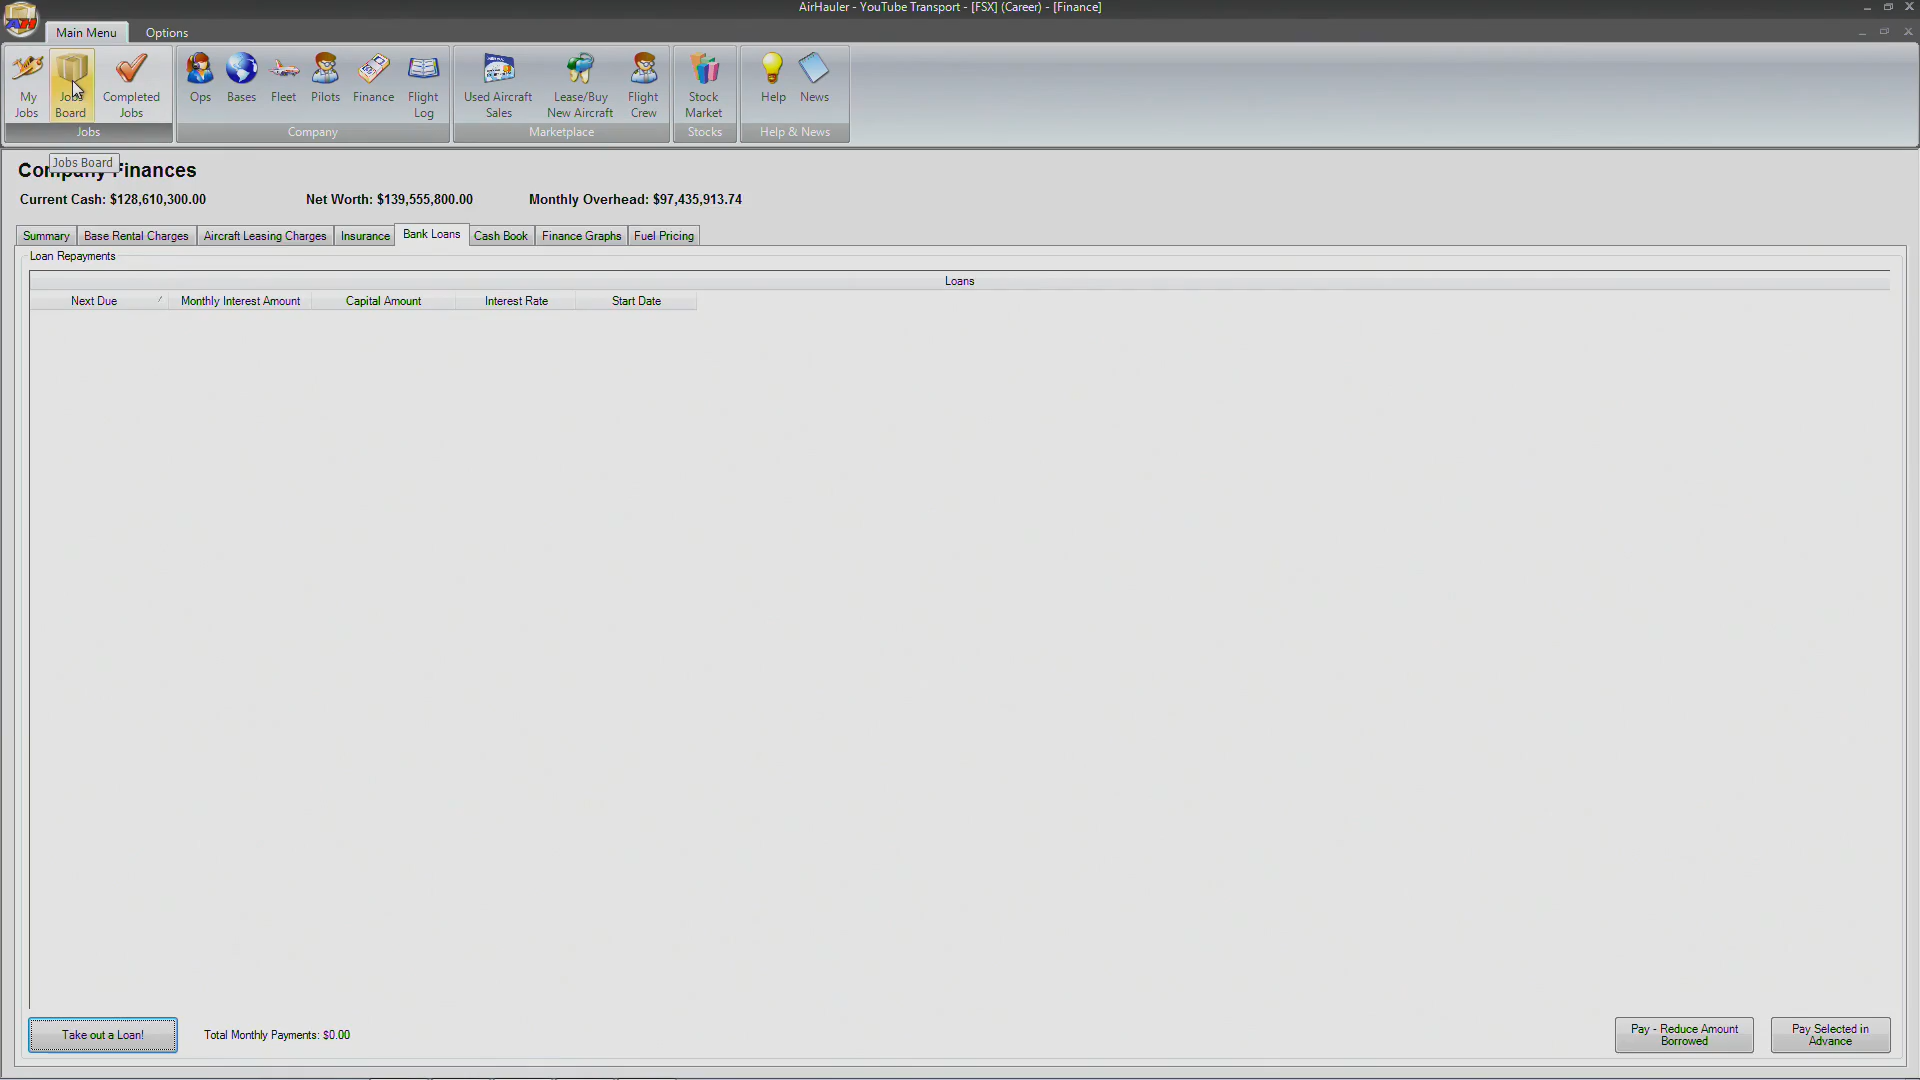 AirHauler - YouTube Transport - [FSX] (Career) - [Finance]
Main Menu
Options
My Jobs
Jobs Board
Completed Jobs
Ops
Bases
Fleet
Pilots
Finance
Flight Log
Used Aircraft Sales
Lease/Buy New Aircraft
Flight Crew
Stock Market
Help
News
Jobs
Company
Marketplace
Stocks
Help & News
Jobs Board
Company Finances
Current Cash: $128,610,300.00
Net Worth: $139,555,800.00
Monthly Overhead: $97,435,913.74
Summary
Base Rental Charges
Aircraft Leasing Charges
Insurance
Bank Loans
Cash Book
Finance Graphs
Fuel Pricing
Loan Repayments
Loans
Next Due
Monthly Interest Amount
Capital Amount
Interest Rate
Start Date
Take out a Loan!
Total Monthly Payments: $0.00
Pay - Reduce Amount
Borrowed
Pay Selected in
Advance